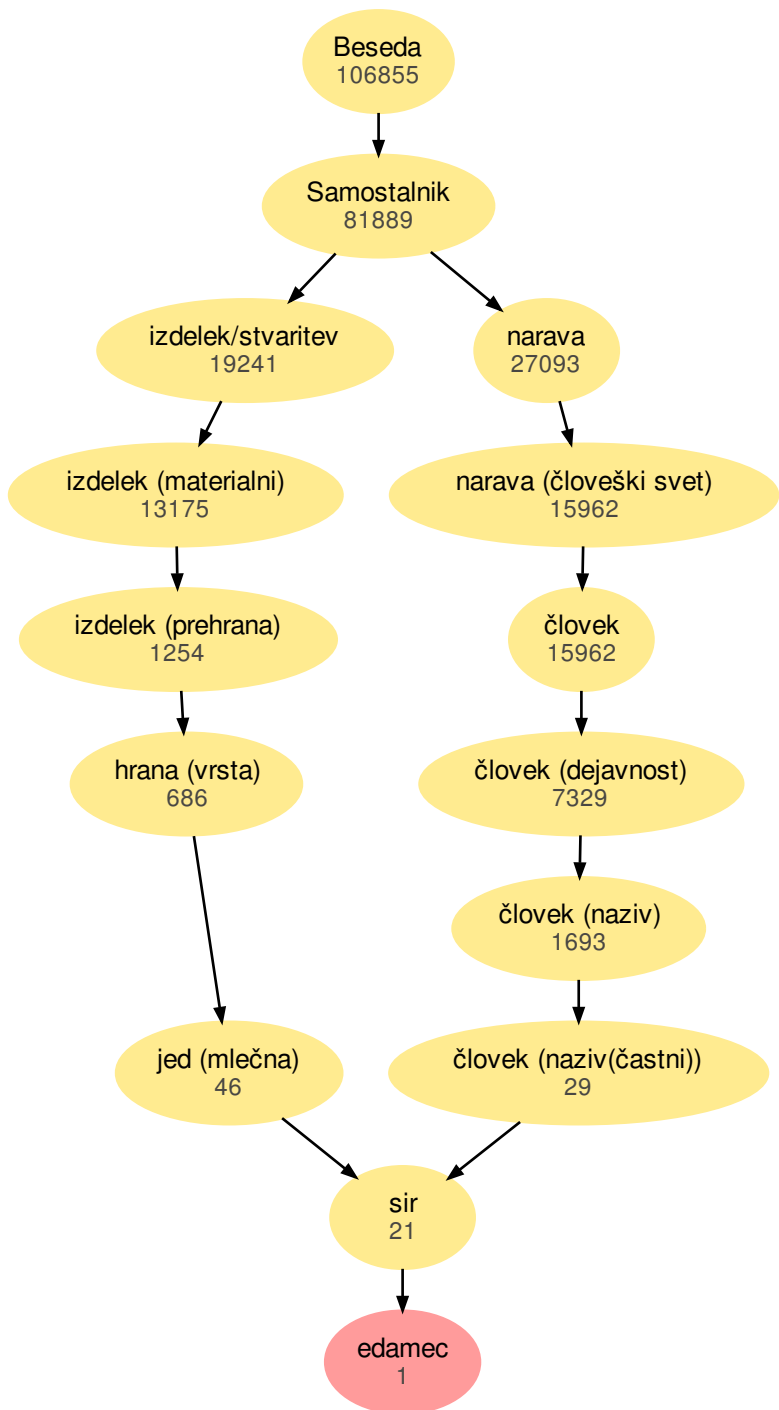 Beseda
106855
Samostalnik
81889
izdelek/stvaritev
19241
narava
27093
izdelek (materialni)
13175
narava (človeški svet)
15962
izdelek (prehrana)
1254
človek
15962
hrana (vrsta)
686
človek (dejavnost)
7329
človek (naziv)
1693
jed (mlečna)
46
človek (naziv(častni))
29
sir
21
edamec
1